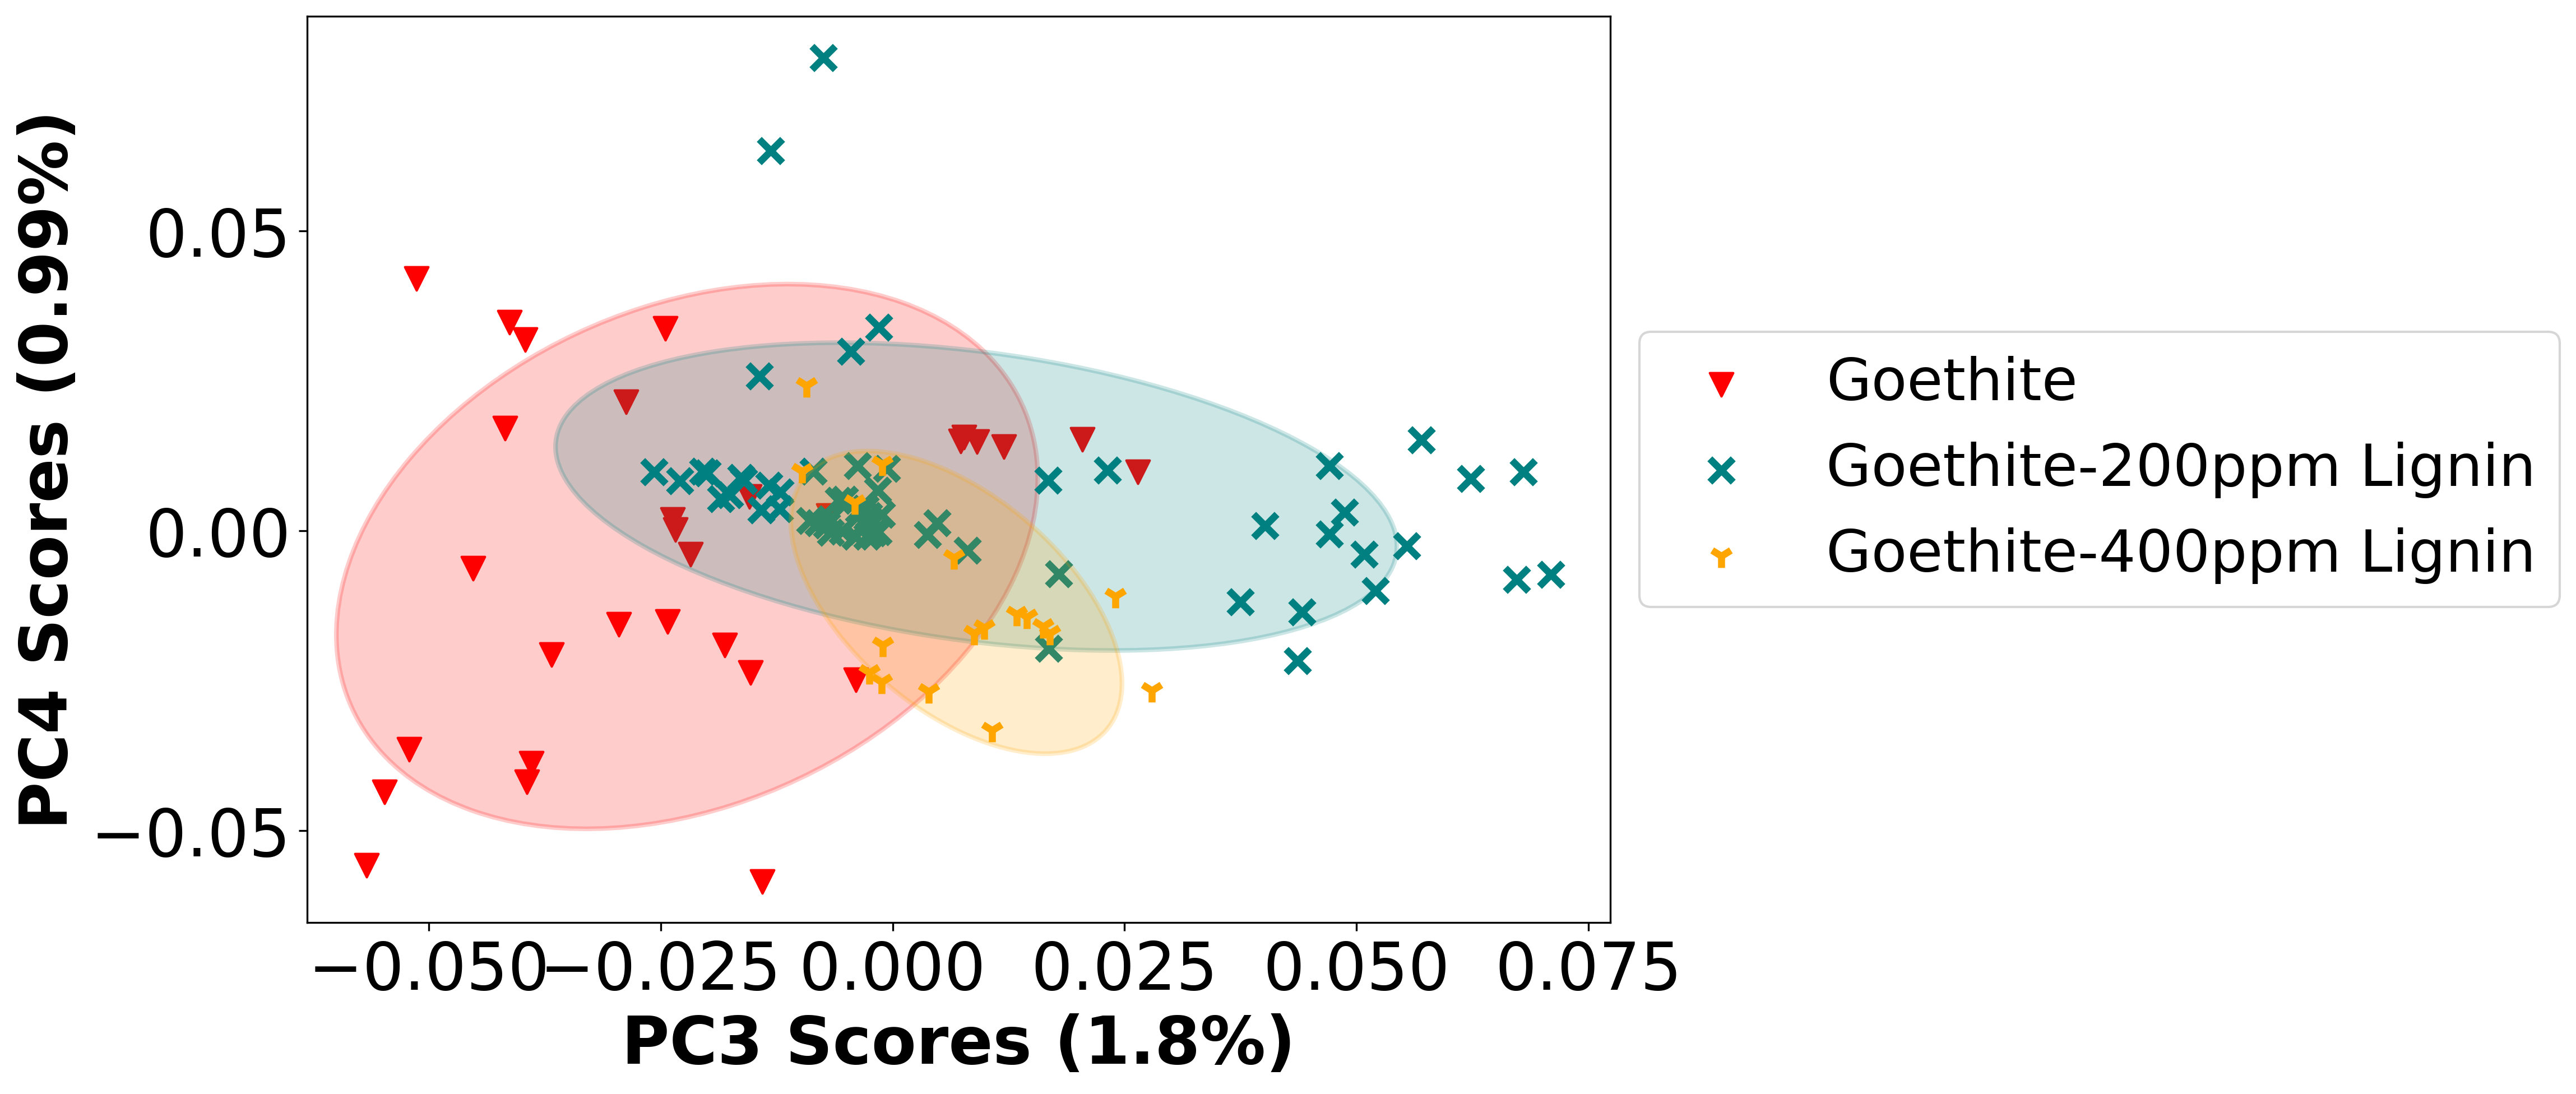 PC4 Scores (0.99%)
0.05
0.00
−0.05
−0.050
−0.025
0.000
0.025
0.050
0.075
PC3 Scores (1.8%)
Goethite
Goethite-200ppm Lignin
Goethite-400ppm Lignin